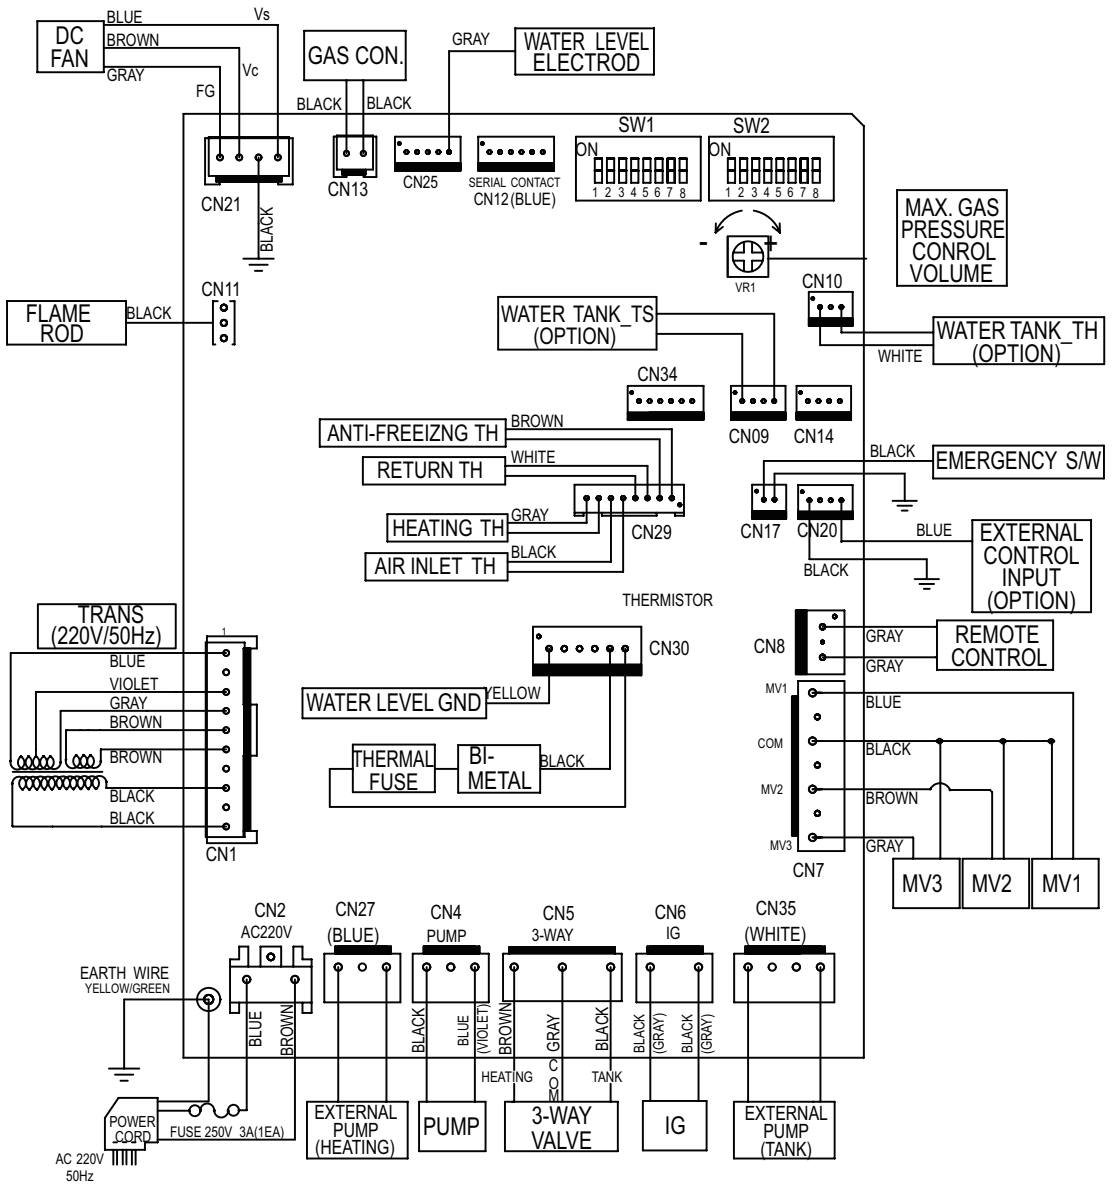 DC
FAN
BLUE
BROWN
GRAY
Vs
Vc
FG
GAS CON.
BLACK
BLACK
GRAY
WATER LEVEL
ELECTROD
CN21
BLACK
CN13
CN25
SERIAL CONTACT
CN12(BLUE)
SW1
ON
1 2 3 4 5 6 7 8
SW2
ON
1 2 3 4 5 6 7 8
- +
VR1
MAX. GAS
PRESSURE
CONROL
VOLUME
CN11
FLAME
ROD
BLACK
WATER TANK_TS
(OPTION)
CN10
WATER TANK_TH
(OPTION)
WHITE
CN34
CN09
CN14
ANTI-FREEIZNG TH
BROWN
RETURN TH
WHITE
HEATING TH
GRAY
AIR INLET TH
BLACK
CN29
THERMISTOR
BLACK
EMERGENCY S/W
CN17
CN20
BLUE
BLACK
EXTERNAL
CONTROL
INPUT
(OPTION)
TRANS
(220V/50Hz)
1
BLUE
VIOLET
GRAY
BROWN
BROWN
BLACK
BLACK
CN1
CN30
WATER LEVEL GND
YELLOW
THERMAL
FUSE
BI-
METAL
BLACK
CN8
GRAY
GRAY
REMOTE
CONTROL
MV1
BLUE
COM
BLACK
MV2
BROWN
MV3
GRAY
CN7
MV3
MV2
MV1
CN2
AC220V
CN27
(BLUE)
CN4
PUMP
CN5
3-WAY
CN6
IG
CN35
(WHITE)
EARTH WIRE
YELLOW/GREEN
BLUE
BROWN
BLACK
BLUE
(VIOLET)
BROWN
GRAY
BLACK
BLACK
(GRAY)
BLACK
(GRAY)
HEATING
COM
TANK
POWER
CORD
FUSE 250V 3A(1EA)
AC 220V
50Hz
EXTERNAL
PUMP
(HEATING)
PUMP
3-WAY
VALVE
IG
EXTERNAL
PUMP
(TANK)